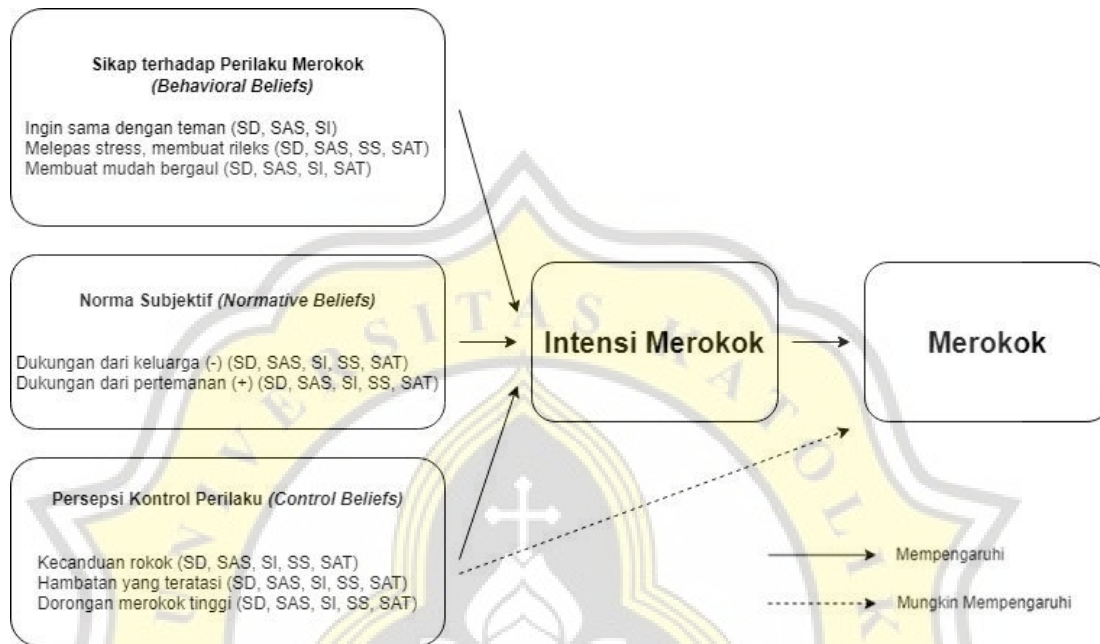 Sikap terhadap Perilaku Merokok
(Behavioral Beliefs)
Ingin sama dengan teman (SD, SAS, SI)
Melepas stress, membuat rileks (SD, SAS, SS, SAT)
Membuat mudah bergaul (SD, SAS, SI, SAT)
Norma Subjektif (Normative Beliefs)
Dukungan dari keluarga (-) (SD, SAS, SI, SS, SAT)
Dukungan dari pertemanan (+) (SD, SAS, SI, SS, SAT)
Persepsi Kontrol Perilaku (Control Beliefs)
Kecanduan rokok (SD, SAS, SI, SS, SAT)
Hambatan yang teratasi (SD, SAS, SI, SS, SAT)
Dorongan merokok tinggi (SD, SAS, SI, SS, SAT)
Intensi Merokok
Merokok
Mempengaruhi
Mungkin Mempengaruhi
UNIVERSITAS KATOLIK